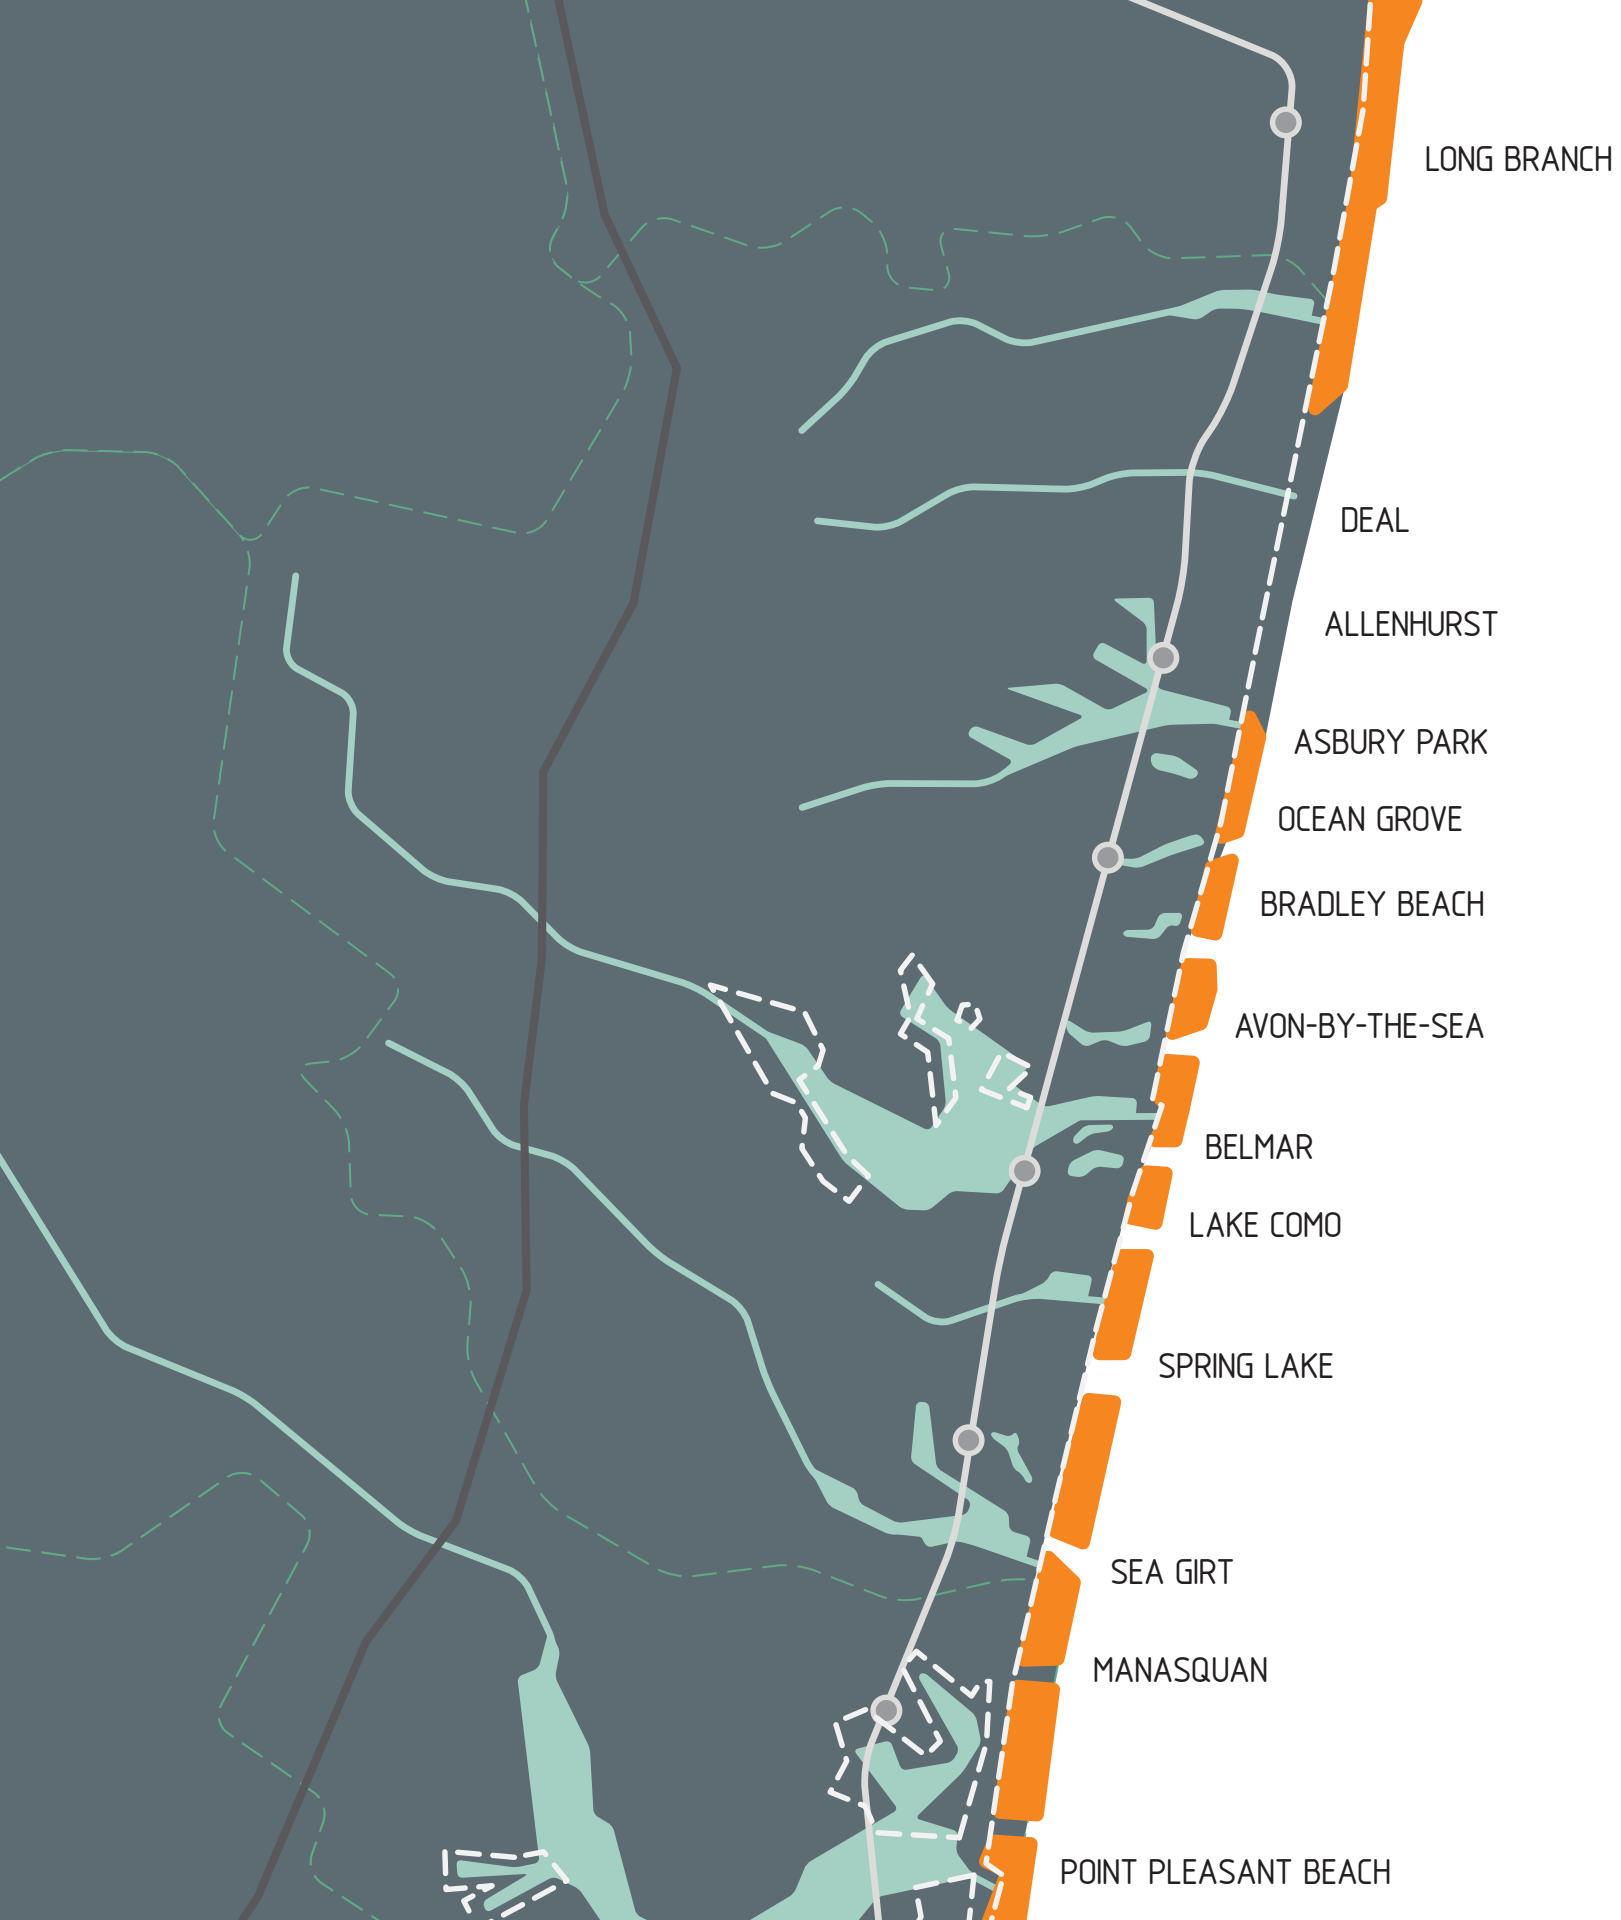 LONG BRANCH
DEAL
ALLENHURST
ASBURY PARK
OCEAN GROVE
BRADLEY BEACH
AVON-BY-THE-SEA
BELMAR
LAKE COMO
SPRING LAKE
SEA GIRT
MANASQUAN
POINT PLEASANT BEACH